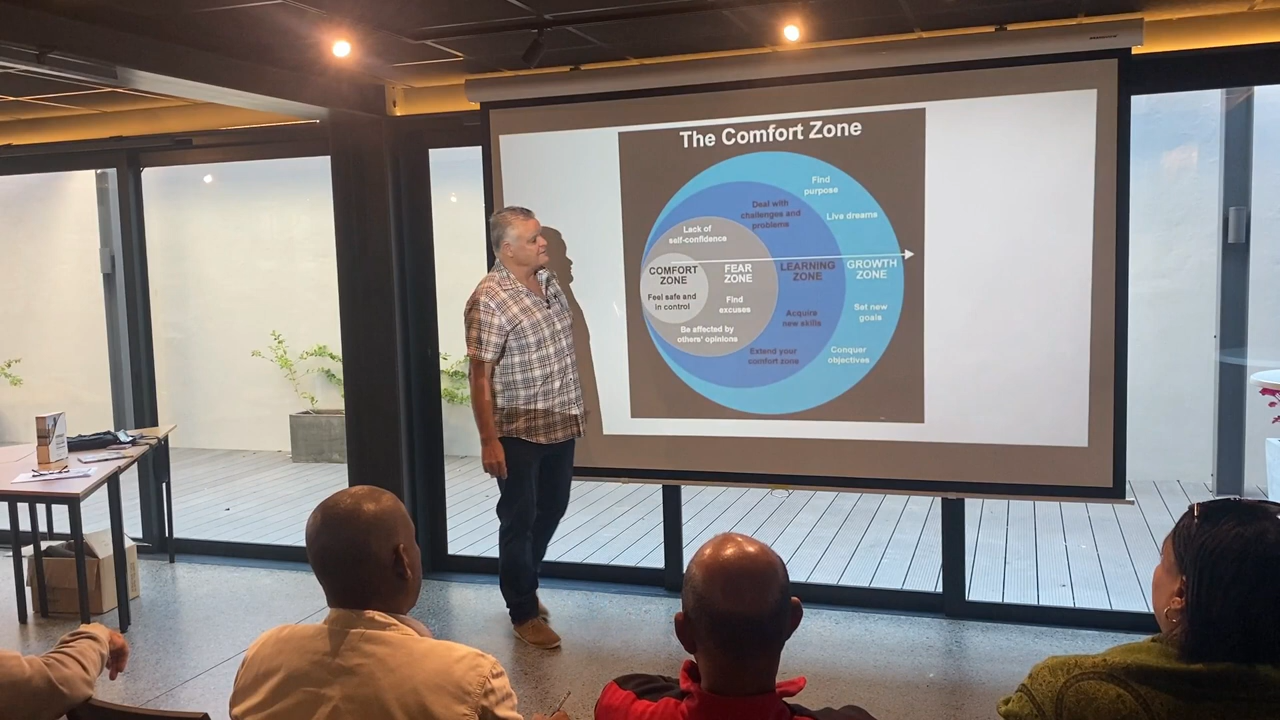 The Comfort Zone
Find
purpose
Deal with
challenges and
problems
Live dreams
Lack of
self-confidence
COMFORT
ZONE
FEAR
ZONE
LEARNING
ZONE
GROWTH
ZONE
Feel safe and
in control
Find
excuses
Set new
goals
Acquire
new skills
Be affected by
others' opinions
Extend your
comfort zone
Conquer
objectives